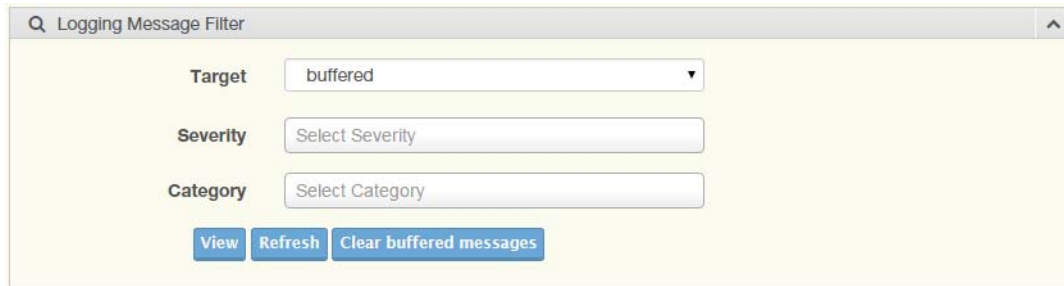 Logging Message Filter
Target buffered
Severity Select Severity
Category Select Category
View Refresh Clear buffered messages